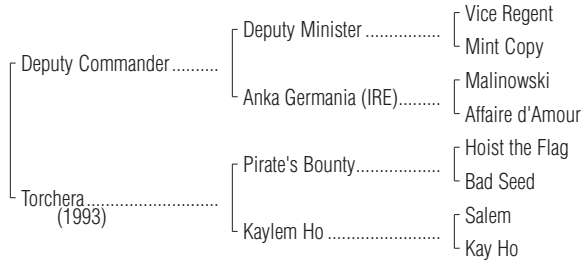 Vice Regent
Deputy Minister ..................
Mint Copy
Deputy Commander..........
Malinowski
Anka Germania (IRE).........
Affaire d'Amour
Hoist the Flag
Pirate's Bounty..................
Bad Seed
Torchera.............................
(1993)
Salem
Kaylem Ho ........................
Kay Ho